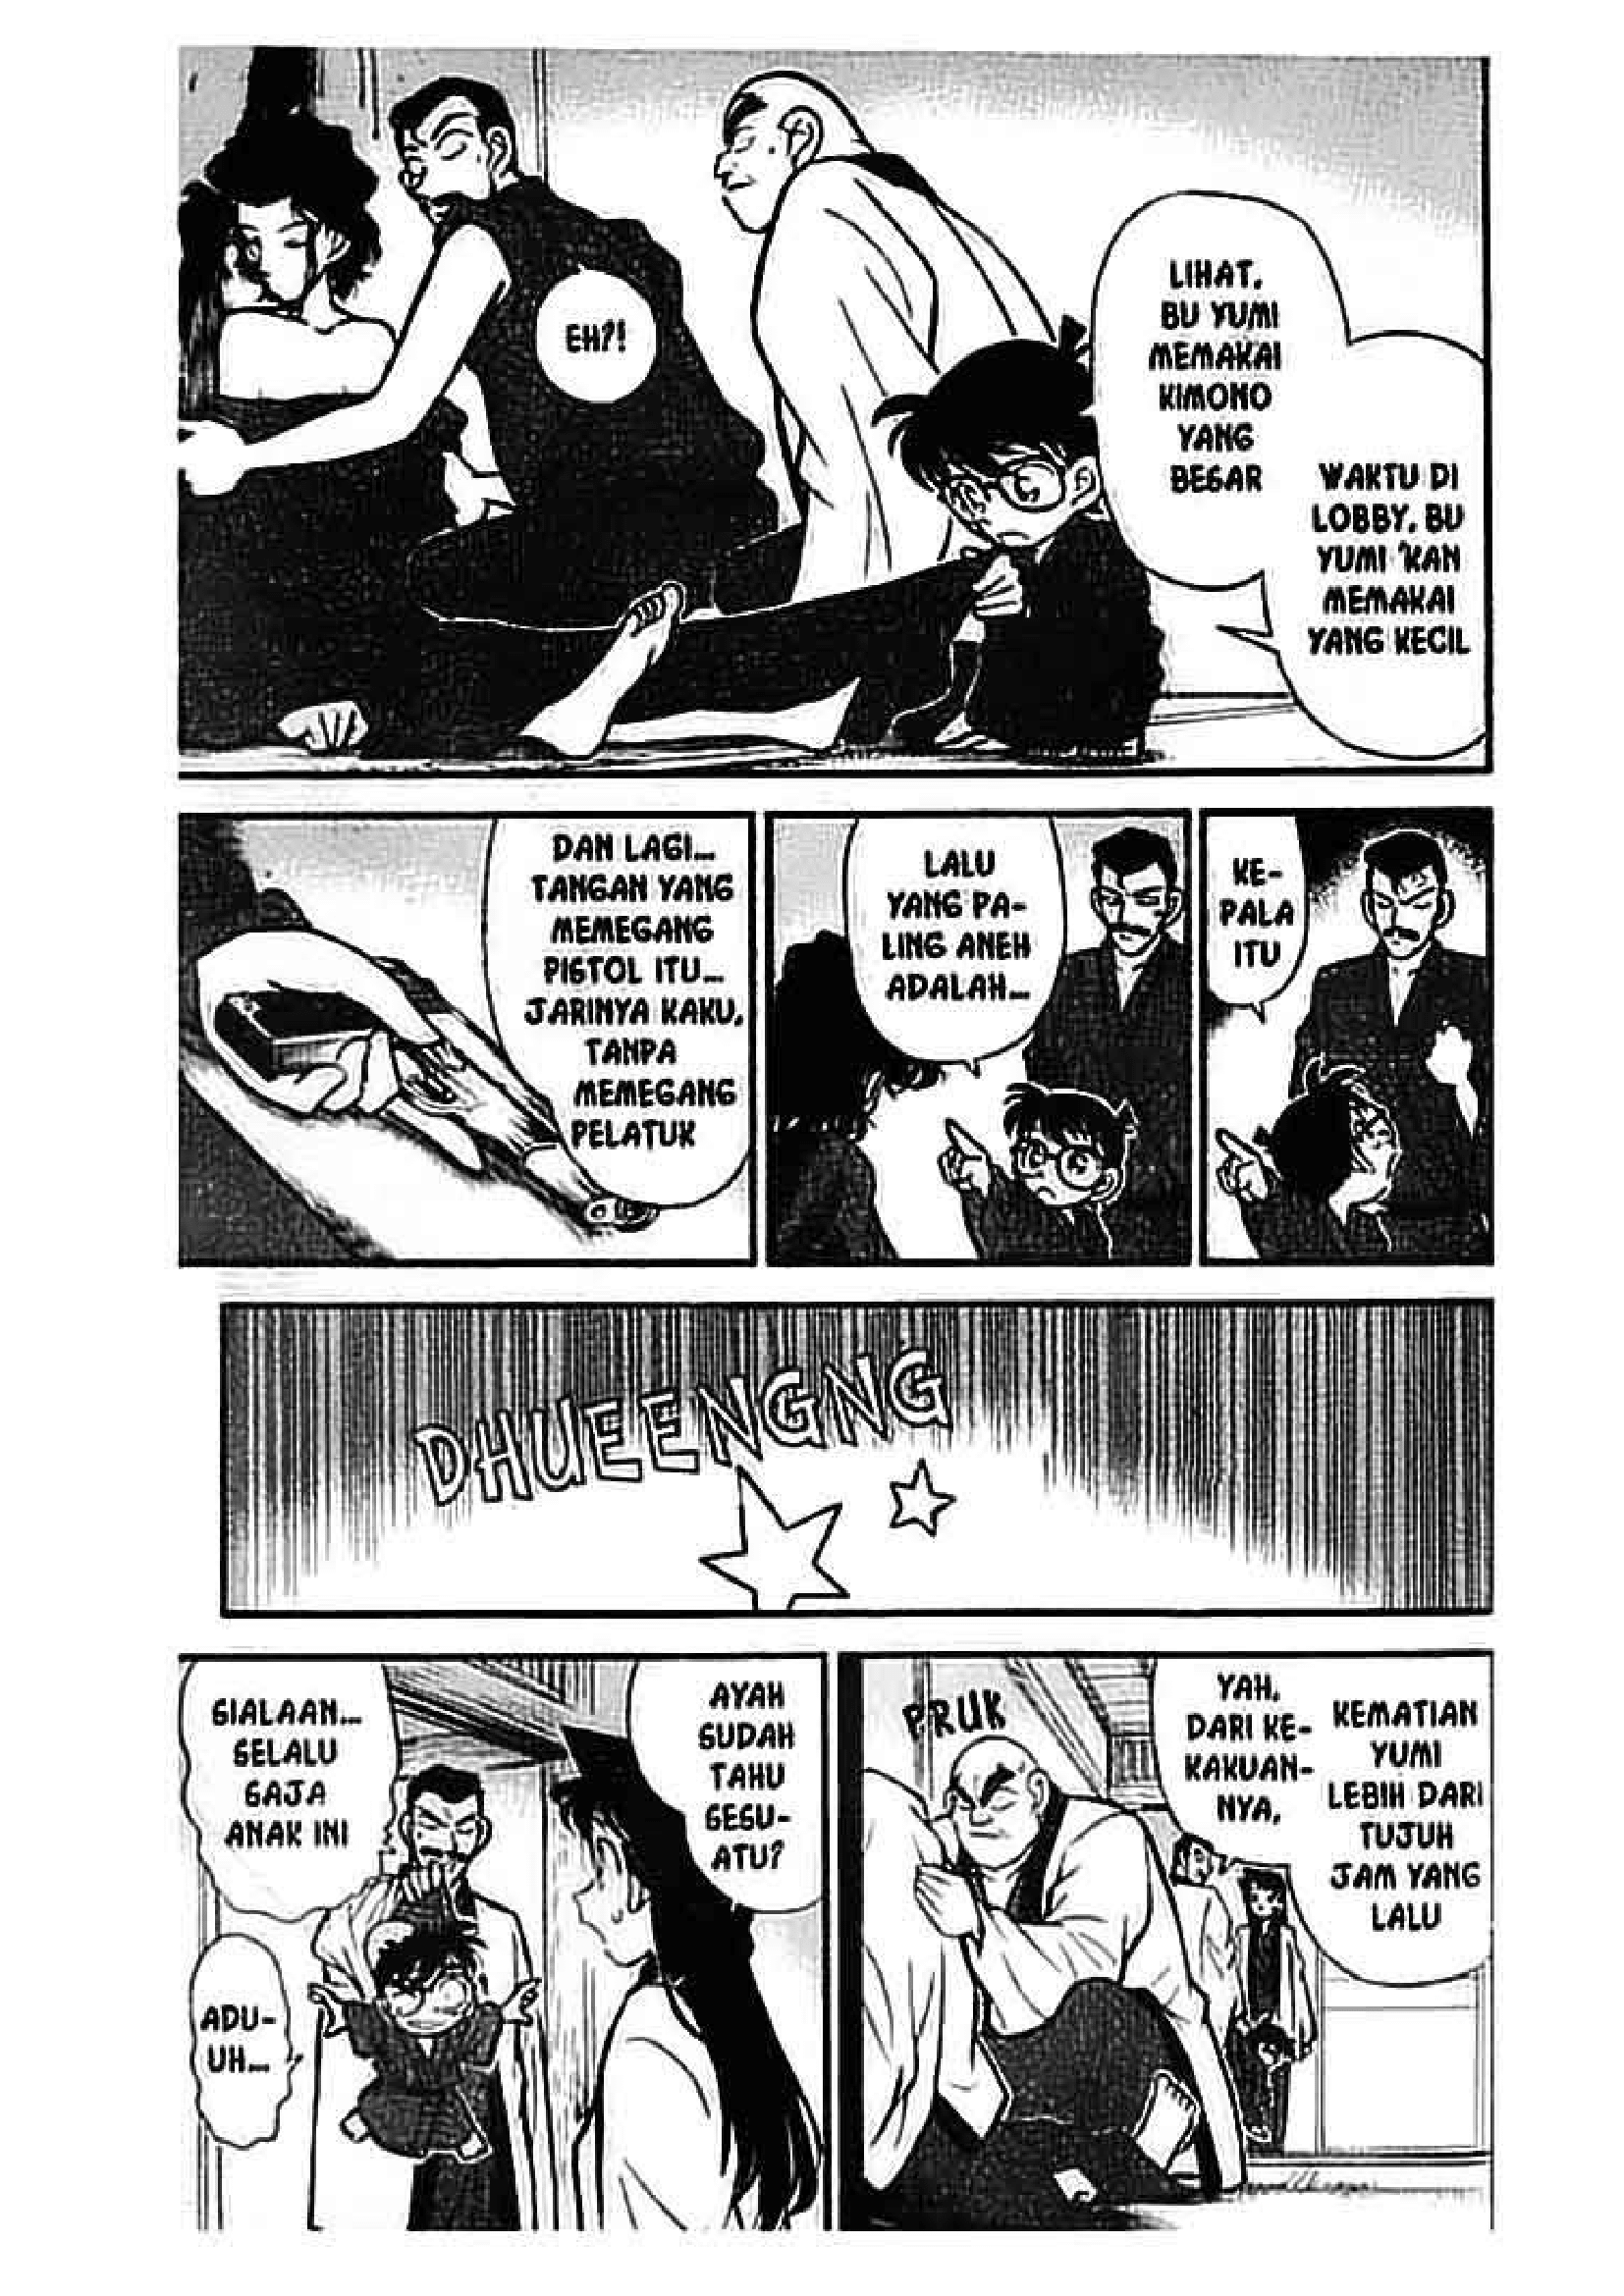 EH?!
LIHAT,
BU YUMI
MEMAKAI
KIMONO
YANG
BESAR
WAKTU DI
LOBBY, BU
YUMI 'KAN
MEMAKAI
YANG KECIL
DAN LAGI...
TANGAN YANG
MEMEGANG
PISTOL ITU...
JARINYA KAKU,
TANPA
MEMEGANG
PELATUK
LALU
YANG PA-
LING ANEH
ADALAH...
KE-
PALA
ITU
DHUEENGNG
SIALAAN...
SELALU
SAJA
ANAK INI
ADU-
UH...
AYAH
SUDAH
TAHU
SESU-
ATU?
PRUK
YAH,
DARI KE-
KAKUAN-
NYA,
KEMATIAN
YUMI
LEBIH DARI
TUJUH
JAM YANG
LALU